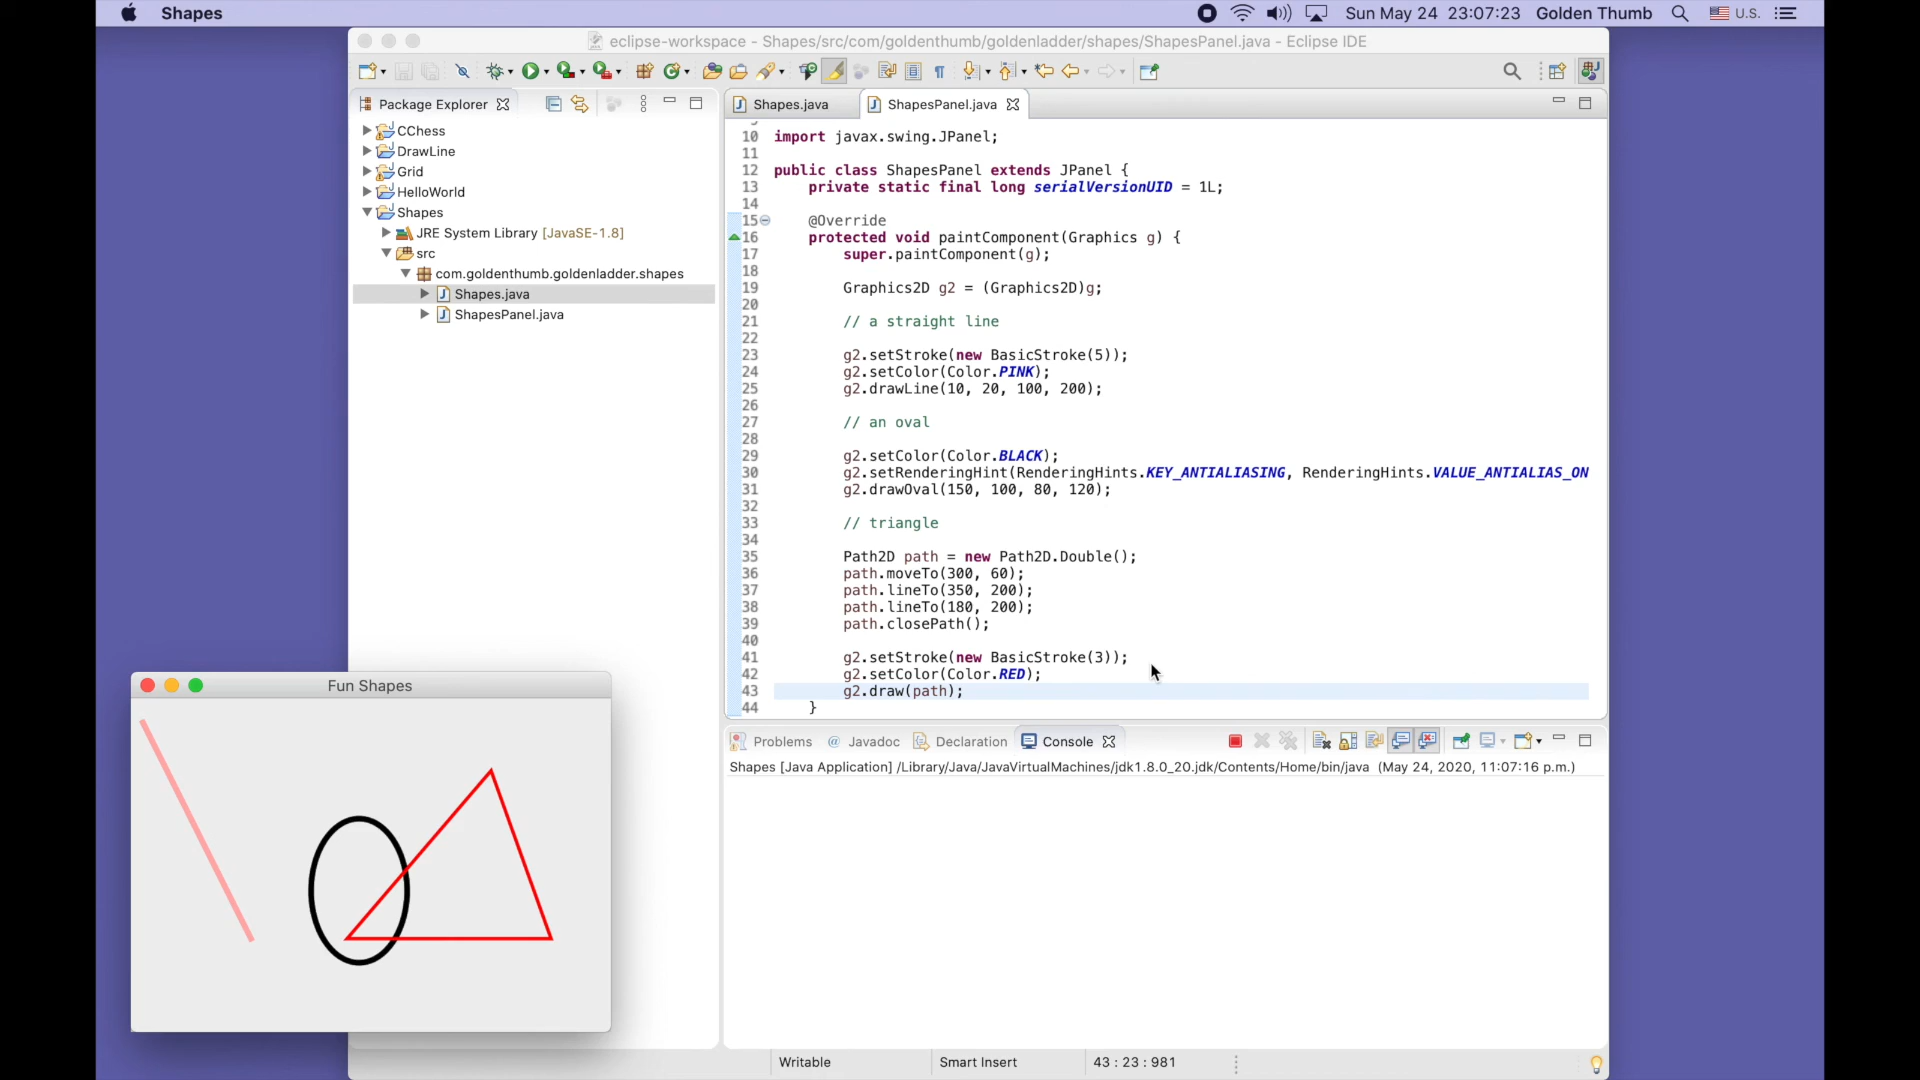 Shapes
Sun May 24 23:07:23 Golden Thumb U.S.
eclipse-workspace - Shapes/src/com/goldenthumb/goldenladder/shapes/ShapesPanel.java - Eclipse IDE
Package Explorer
CChess
DrawLine
Grid
HelloWorld
Shapes
JRE System Library [JavaSE-1.8]
src
com.goldenthumb.goldenladder.shapes
Shapes.java
ShapesPanel.java
Shapes.java ShapesPanel.java
10 import javax.swing.JPanel;
11
12 public class ShapesPanel extends JPanel {
13 private static final long serialVersionUID = 1L;
14
15 @Override
16 protected void paintComponent(Graphics g) {
17 super.paintComponent(g);
18
19 Graphics2D g2 = (Graphics2D)g;
20
21 // a straight line
22
23 g2.setStroke(new BasicStroke(5));
24 g2.setColor(Color.PINK);
25 g2.drawLine(10, 20, 100, 200);
26
27 // an oval
28
29 g2.setColor(Color.BLACK);
30 g2.setRenderingHint(RenderingHints.KEY_ANTIALIASING, RenderingHints.VALUE_ANTIALIAS_ON
31 g2.drawOval(150, 100, 80, 120);
32
33 // triangle
34
35 Path2D path = new Path2D.Double();
36 path.moveTo(300, 60);
37 path.lineTo(350, 200);
38 path.lineTo(180, 200);
39 path.closePath();
40
41 g2.setStroke(new BasicStroke(3));
42 g2.setColor(Color.RED);
43 g2.draw(path);
44 }
Fun Shapes
Problems @ Javadoc Declaration Console
Shapes [Java Application] /Library/Java/JavaVirtualMachines/jdk1.8.0_20.jdk/Contents/Home/bin/java (May 24, 2020, 11:07:16 p.m.)
Writable Smart Insert 43 : 23 : 981